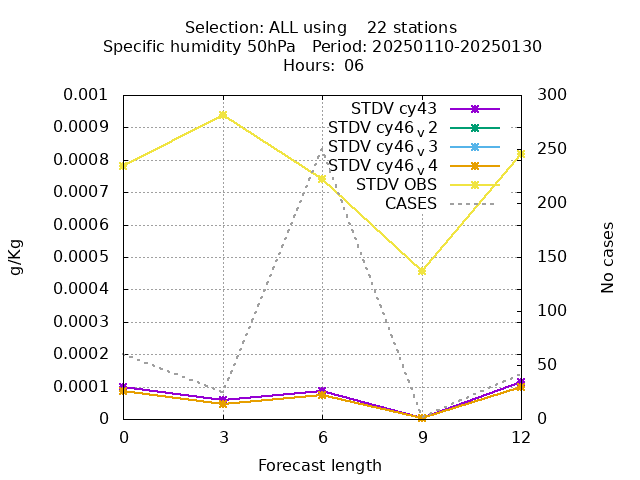 Selection: ALL using    22 stations
Specific humidity 50hPa   Period: 20250110-20250130
Hours:  06
0.001
0.0009
0.0008
0.0007
0.0006
0.0005
0.0004
0.0003
0.0002
0.0001
0
g/Kg
STDV cy43
STDV cy46 v 2
STDV cy46 v 3
STDV cy46 v 4
STDV OBS
CASES
300
250
200
150
100
50
0
No cases
0 3 6 9 12
Forecast length